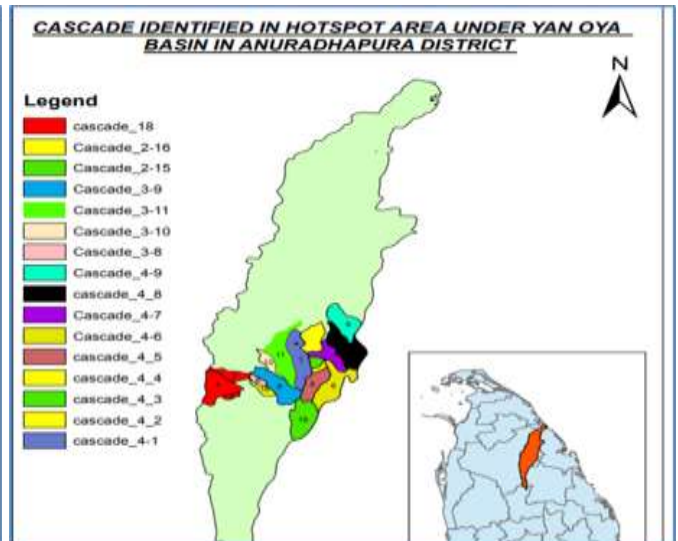 CASCADE IDENTIFIED IN HOTSPOT AREA UNDER YAN OYA
BASIN IN ANURADHAPURA DISTRICT
N
Legend
cascade_18
Cascade_2-16
Cascade_2-15
Cascade_3-9
Cascade_3-11
Cascade_3-10
Cascade_3-8
Cascade_4-9
cascade_4_8
Cascade_4-7
Cascade_4-6
cascade_4_5
cascade_4_4
cascade_4_3
cascade_4_2
cascade_4-1
11